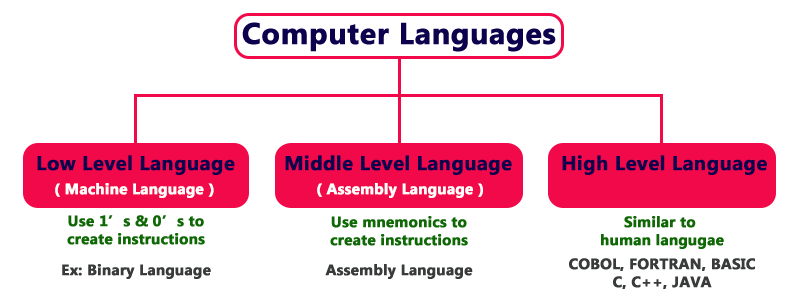 Computer Languages
Low Level Language
( Machine Language )
Use 1's & 0's to
create instructions
Ex: Binary Language
Middle Level Language
( Assembly Language )
Use mnemonics to
create instructions
Assembly Language
High Level Language
Similar to
human langugae
COBOL, FORTRAN, BASIC
C, C++, JAVA